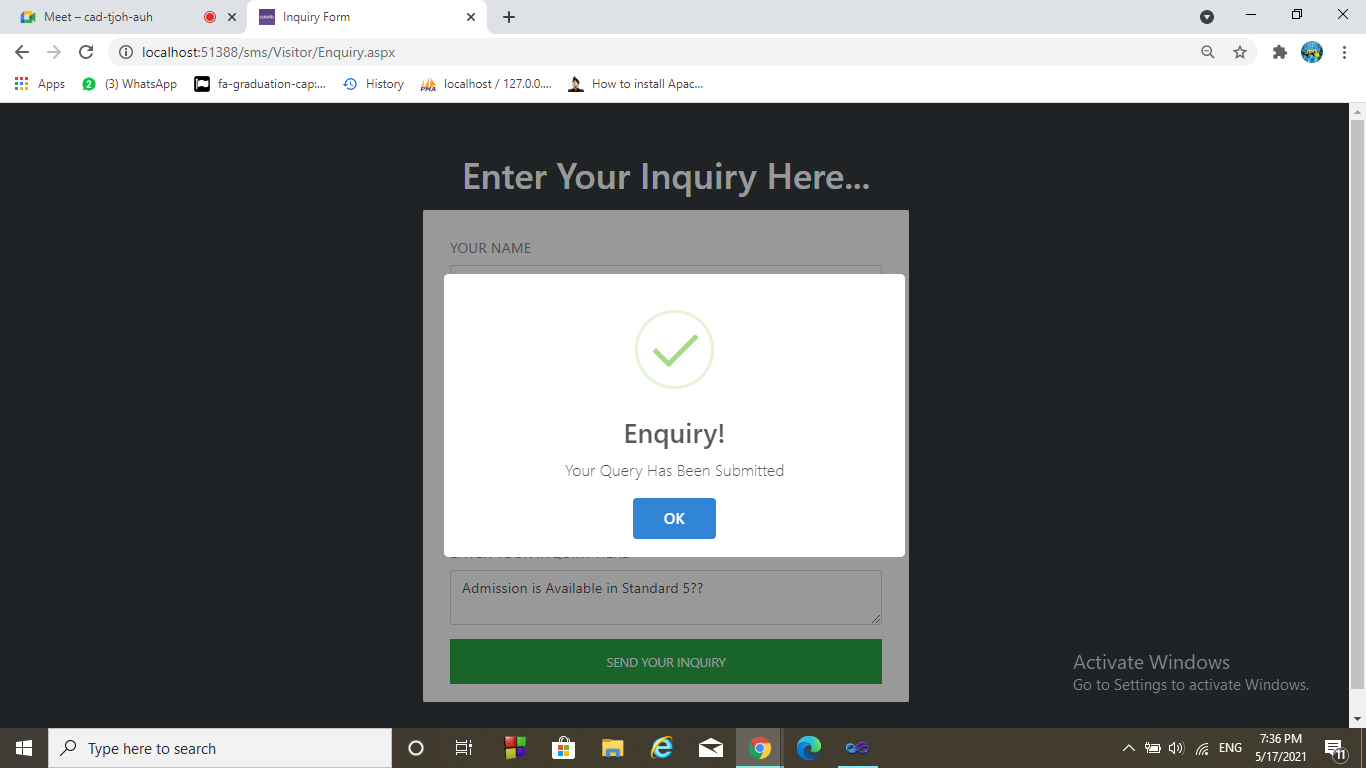 Meet – cad-tjoh-auh
Inquiry Form
localhost:51388/sms/Visitor/Enquiry.aspx
Apps
2
(3) WhatsApp
fa-graduation-cap:...
History
PMA
localhost / 127.0.0....
How to install Apac...
Enter Your Inquiry Here...
YOUR NAME
Enquiry!
Your Query Has Been Submitted
OK
Admission is Available in Standard 5??
SEND YOUR INQUIRY
Activate Windows
Go to Settings to activate Windows.
Type here to search
ENG
7:36 PM
5/17/2021
11